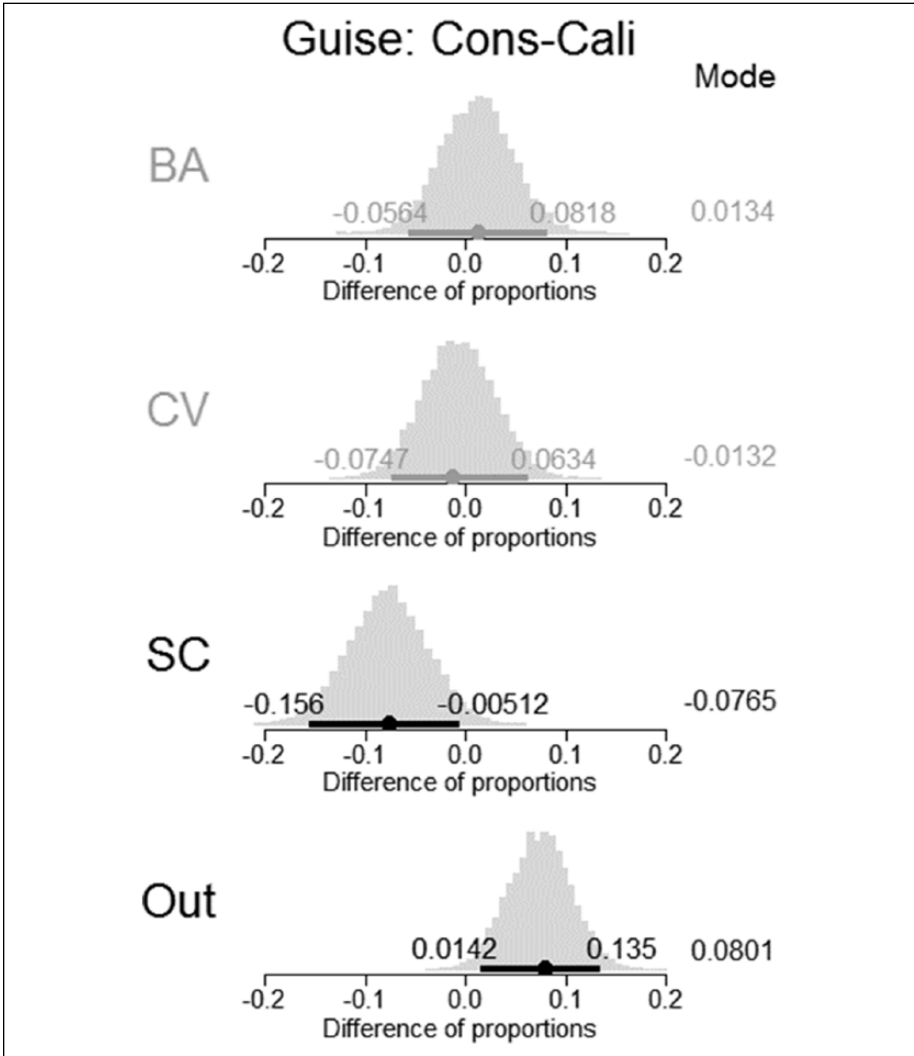 Guise: Cons-Cali
Mode
BA
-0.0564 0.0818 0.0134
-0.2 -0.1 0.0 0.1 0.2
Difference of proportions
CV
-0.0747 0.0634 -0.0132
-0.2 -0.1 0.0 0.1 0.2
Difference of proportions
SC
-0.156 -0.00512 -0.0765
-0.2 -0.1 0.0 0.1 0.2
Difference of proportions
Out
0.0142 0.135 0.0801
-0.2 -0.1 0.0 0.1 0.2
Difference of proportions